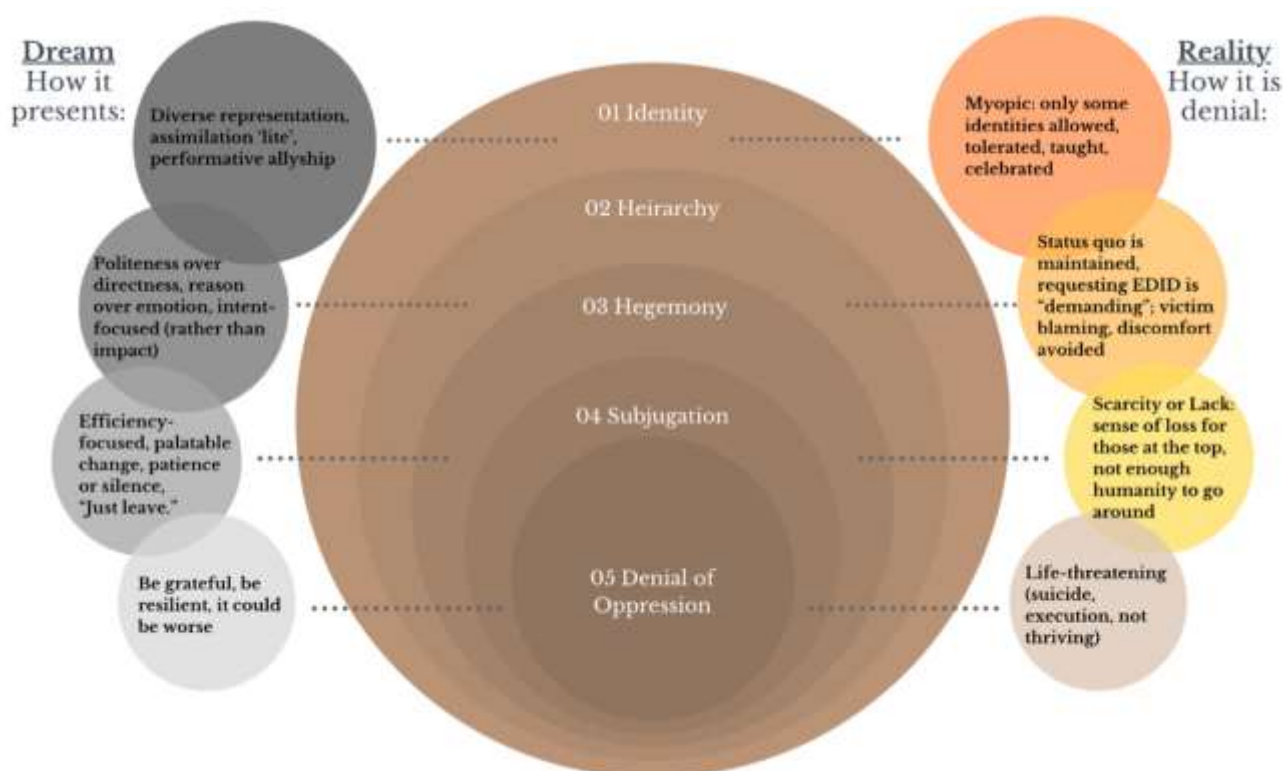 Dream
How it
presents:
Diverse representation,
assimilation 'lite',
performative allyship
Politeness over
directness, reason
over emotion, intent-
focused (rather than
impact)
Efficiency-
focused, palatable
change, patience
or silence,
"Just leave."
Be grateful, be
resilient, it could
be worse
01 Identity
02 Heirarchy
03 Hegemony
04 Subjugation
05 Denial of
Oppression
Reality
How it is
denial:
Myopic: only some
identities allowed,
tolerated, taught,
celebrated
Status quo is
maintained,
requesting EDID is
"demanding"; victim
blaming, discomfort
avoided
Scarcity or Lack:
sense of loss for
those at the top,
not enough
humanity to go
around
Life-threatening
(suicide,
execution, not
thriving)